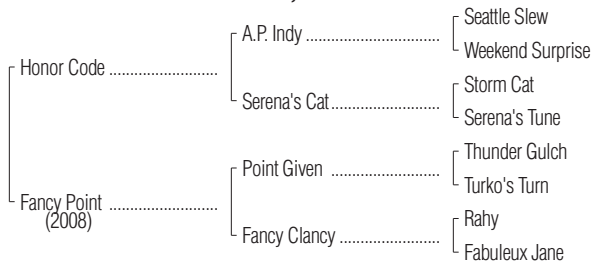 Seattle Slew
A.P. Indy ..............................
Weekend Surprise
Honor Code ........................
Storm Cat
Serena's Cat........................
Serena's Tune
Thunder Gulch
Point Given ........................
Turko's Turn
Fancy Point ........................
(2008)
Rahy
Fancy Clancy ......................
Fabuleux Jane